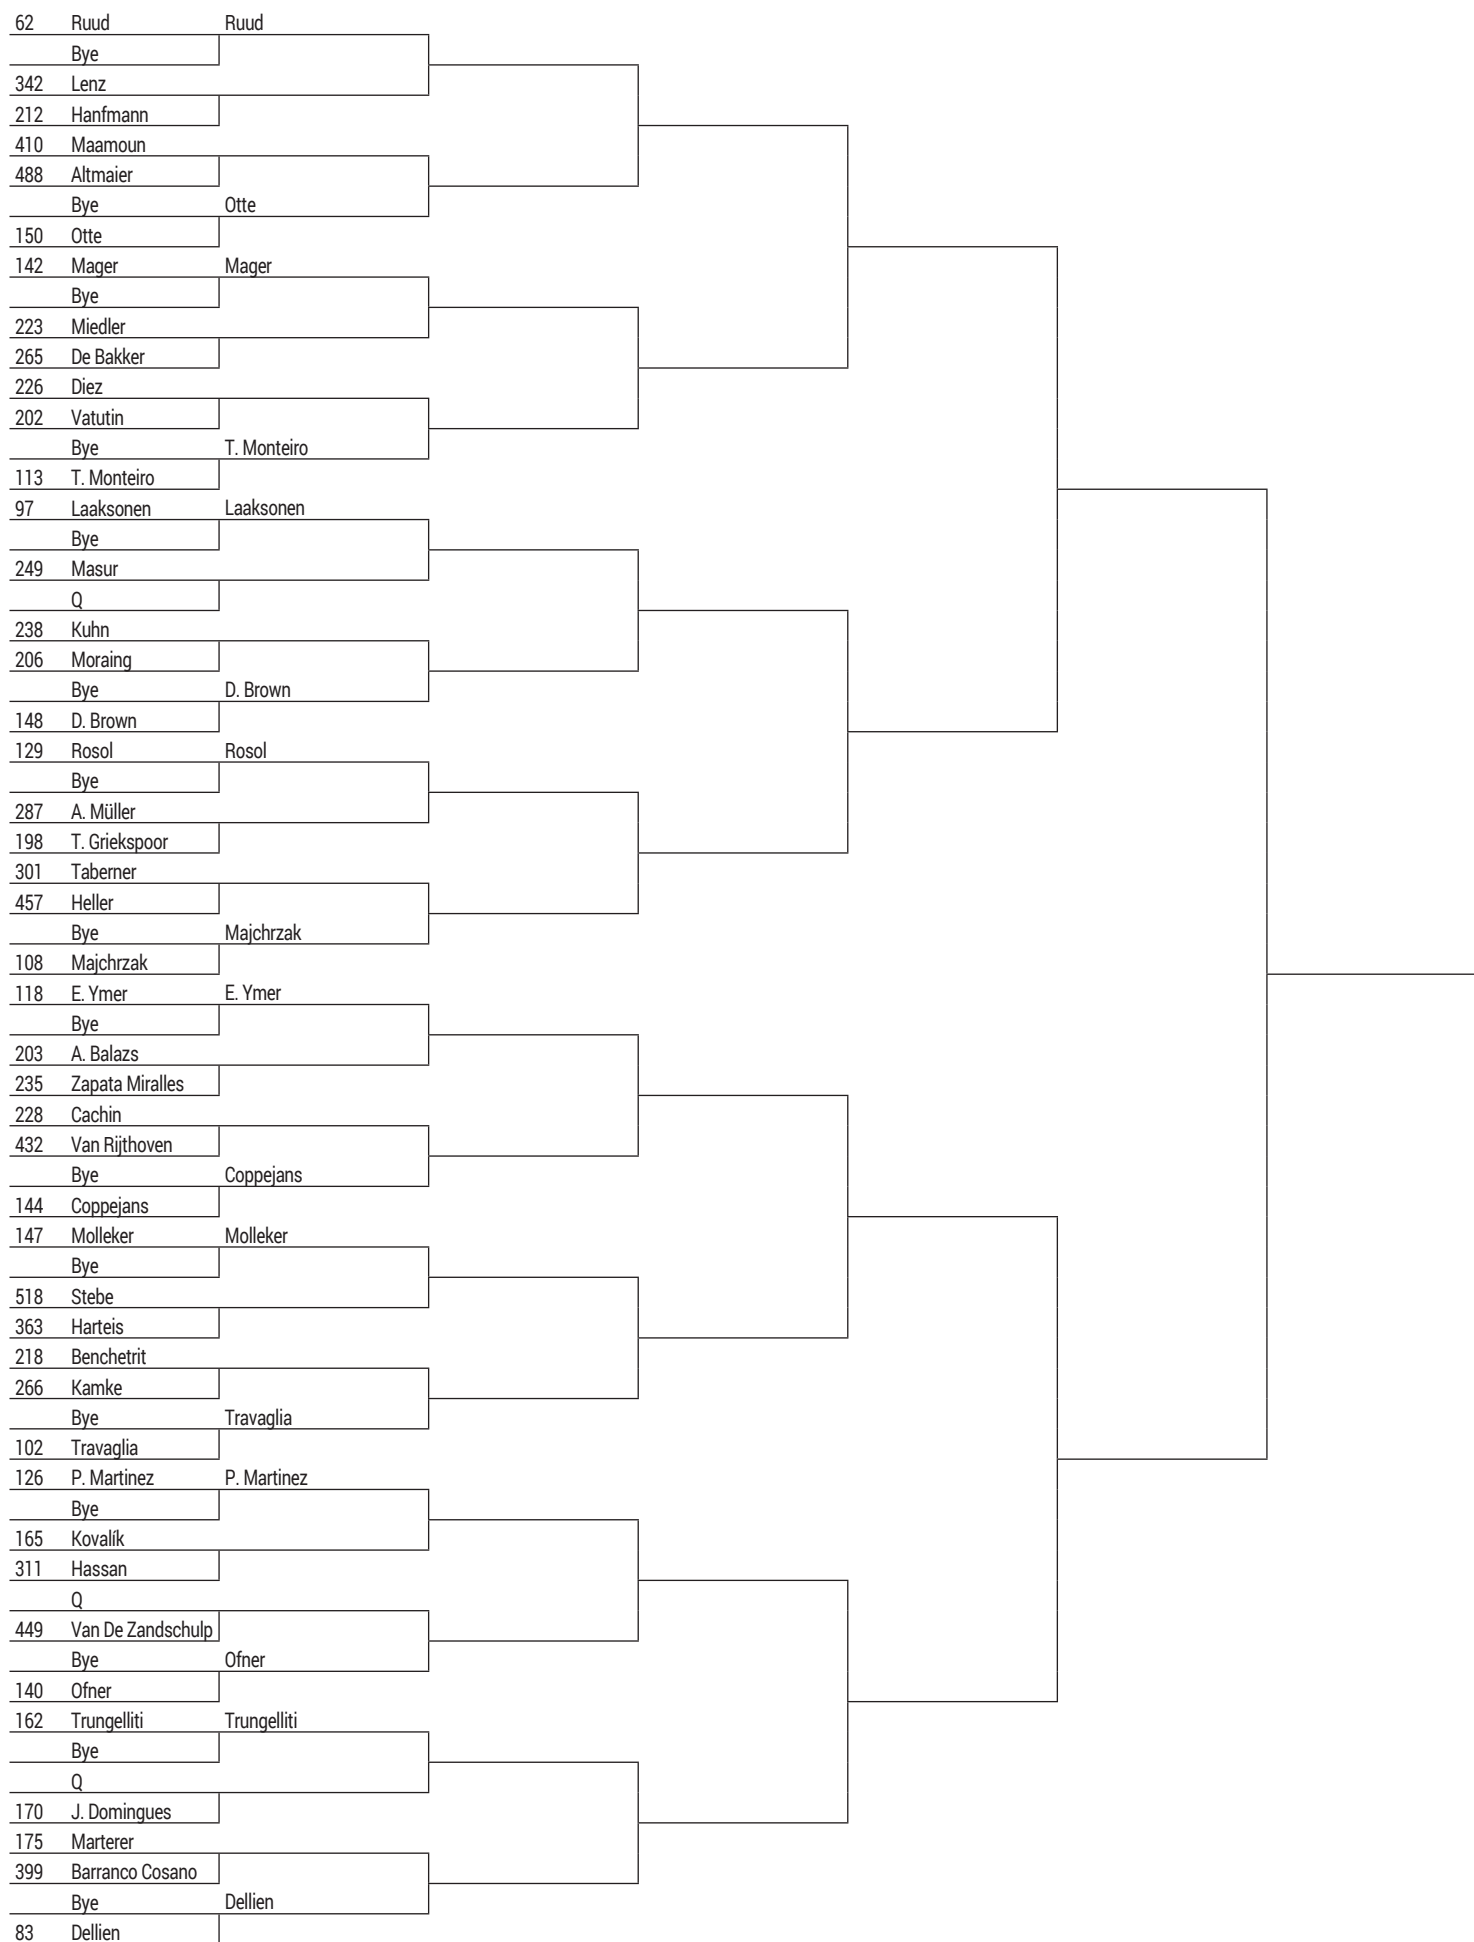 62 Ruud Ruud
Bye
342 Lenz
212 Hanfmann
410 Maamoun
488 Altmaier
Bye Otte
150 Otte
142 Mager Mager
Bye
223 Miedler
265 De Bakker
226 Diez
202 Vatutin
Bye T. Monteiro
113 T. Monteiro
97 Laaksonen Laaksonen
Bye
249 Masur
Q
238 Kuhn
206 Moraing
Bye D. Brown
148 D. Brown
129 Rosol Rosol
Bye
287 A. Müller
198 T. Griekspoor
301 Taberner
457 Heller
Bye Majchrzak
108 Majchrzak
118 E. Ymer E. Ymer
Bye
203 A. Balazs
235 Zapata Miralles
228 Cachin
432 Van Rijthoven
Bye Coppejans
144 Coppejans
147 Molleker Molleker
Bye
518 Stebe
363 Harteis
218 Benchetrit
266 Kamke
Bye Travaglia
102 Travaglia
126 P. Martinez P. Martinez
Bye
165 Kovalík
311 Hassan
Q
449 Van De Zandschulp
Bye Ofner
140 Ofner
162 Trungelliti Trungelliti
Bye
Q
170 J. Domingues
175 Marterer
399 Barranco Cosano
Bye Dellien
83 Dellien